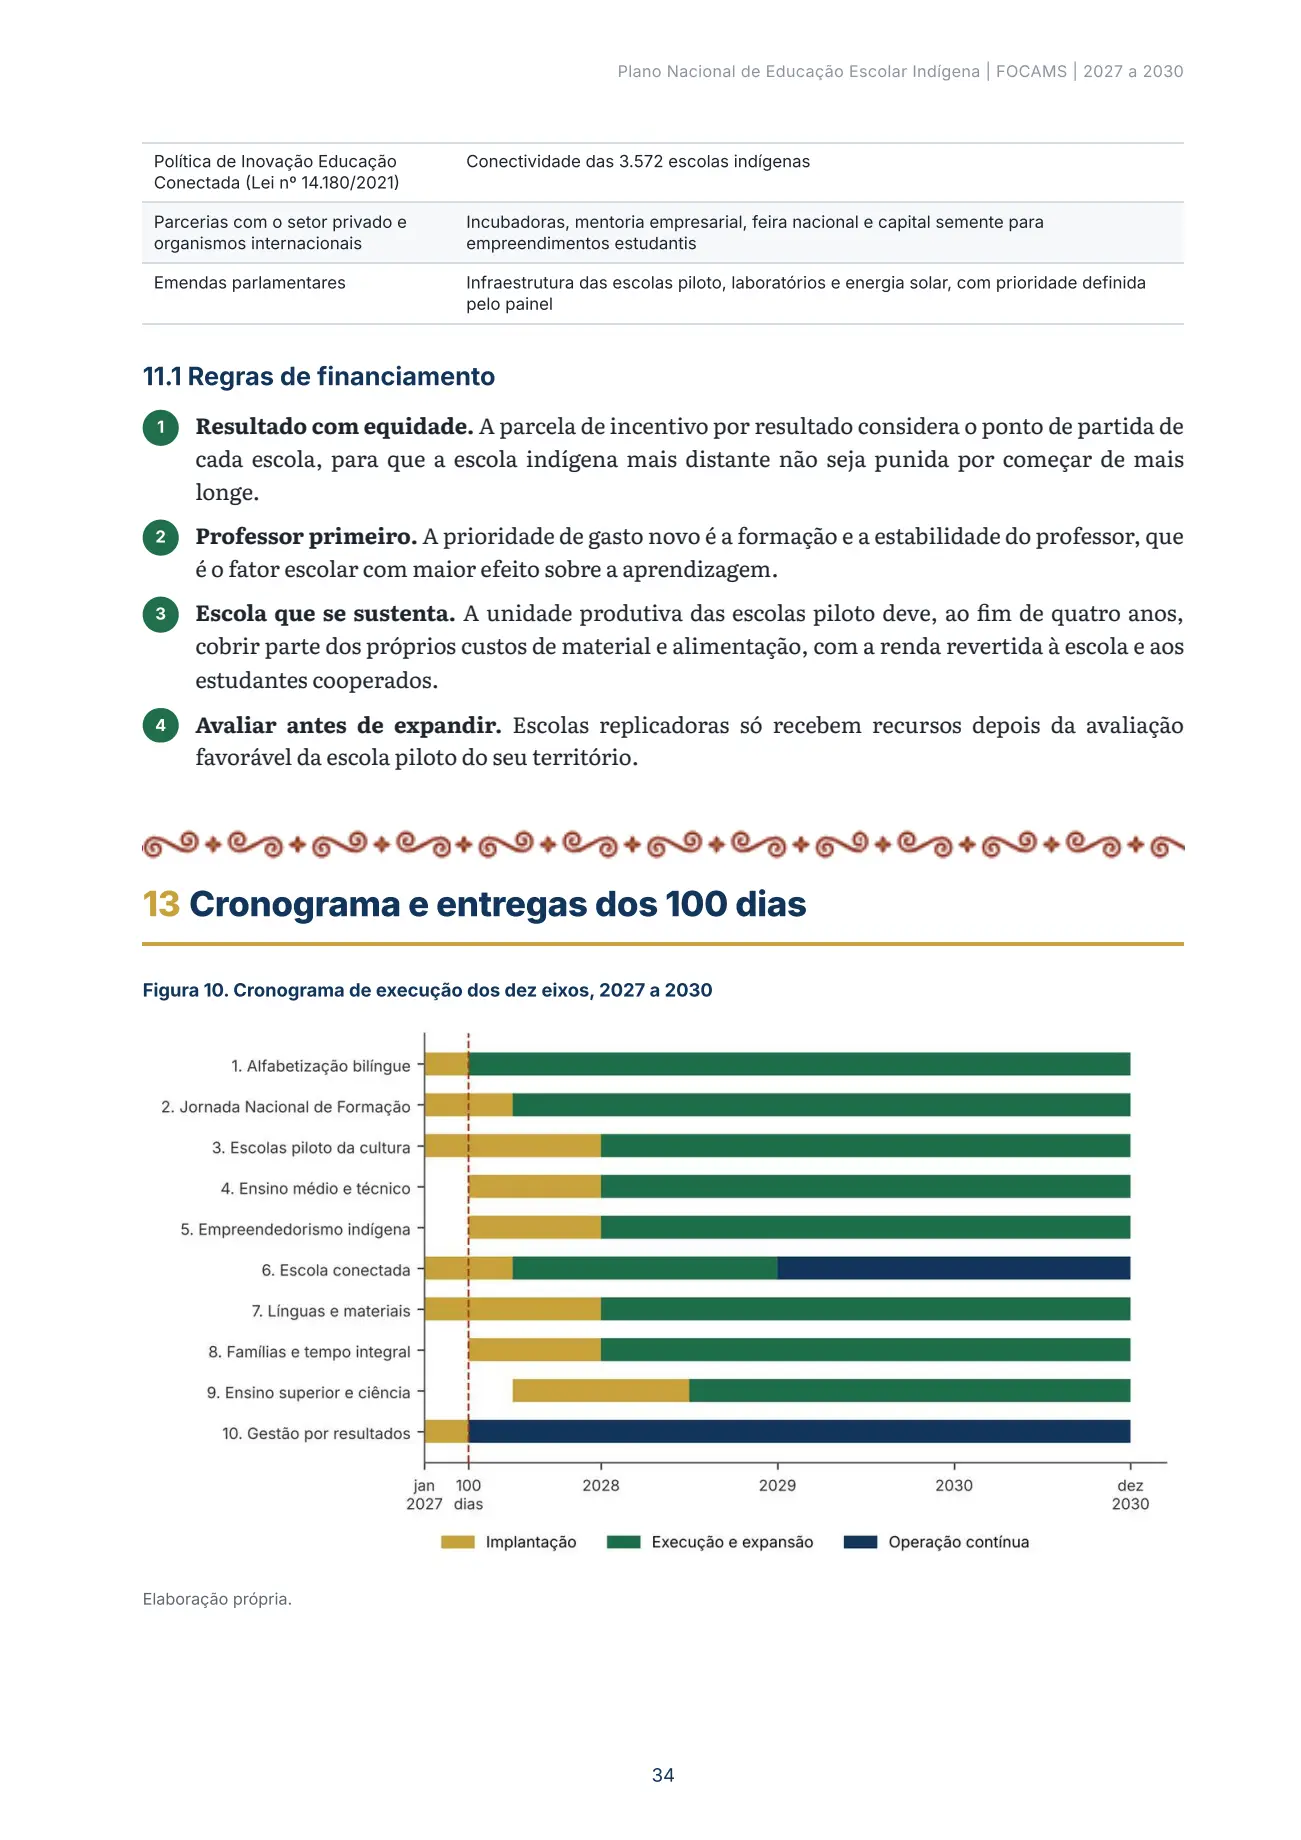 Plano Nacional de Educação Escolar Indígena | FOCAMS | 2027 a 2030
Política de Inovação Educação
Conectada (Lei nº 14.180/2021)
Conectividade das 3.572 escolas indígenas
Parcerias com o setor privado e
organismos internacionais
Incubadoras, mentoria empresarial, feira nacional e capital semente para
empreendimentos estudantis
Emendas parlamentares
Infraestrutura das escolas piloto, laboratórios e energia solar, com prioridade definida
pelo painel
11.1 Regras de financiamento
1 Resultado com equidade. A parcela de incentivo por resultado considera o ponto de partida de
cada escola, para que a escola indígena mais distante não seja punida por começar de mais
longe.
2 Professor primeiro. A prioridade de gasto novo é a formação e a estabilidade do professor, que
é o fator escolar com maior efeito sobre a aprendizagem.
3 Escola que se sustenta. A unidade produtiva das escolas piloto deve, ao fim de quatro anos,
cobrir parte dos próprios custos de material e alimentação, com a renda revertida à escola e aos
estudantes cooperados.
4 Avaliar antes de expandir. Escolas replicadoras só recebem recursos depois da avaliação
favorável da escola piloto do seu território.
13 Cronograma e entregas dos 100 dias
Figura 10. Cronograma de execução dos dez eixos, 2027 a 2030
1. Alfabetização bilíngue
2. Jornada Nacional de Formação
3. Escolas piloto da cultura
4. Ensino médio e técnico
5. Empreendedorismo indígena
6. Escola conectada
7. Línguas e materiais
8. Famílias e tempo integral
9. Ensino superior e ciência
10. Gestão por resultados
jan 100 2028 2029 2030 dez
2027 dias 2030
Implantação Execução e expansão Operação contínua
Elaboração própria.
34